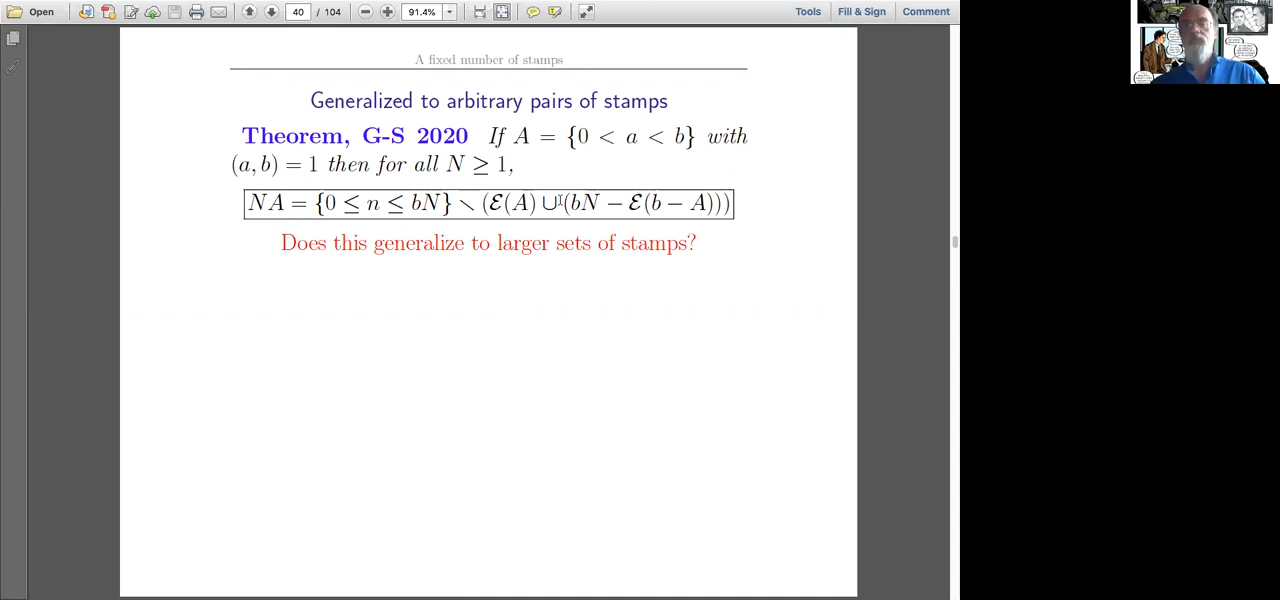 Open
40 / 104
91.4%
Tools
Fill & Sign
Comment
A fixed number of stamps
Generalized to arbitrary pairs of stamps
Theorem, G-S 2020 If A = {0 < a < b} with
(a, b) = 1 then for all N ≥ 1,
NA = {0 ≤ n ≤ bN} ∖ (ℰ(A) ∪ (bN − ℰ(b − A)))
Does this generalize to larger sets of stamps?